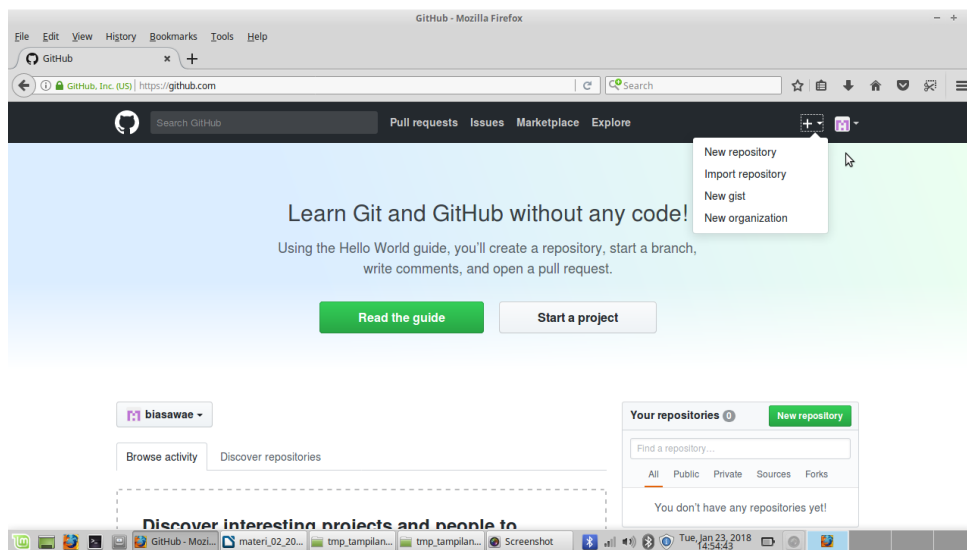 GitHub - Mozilla Firefox
File Edit View History Bookmarks Tools Help
GitHub
GitHub, Inc. (US) https://github.com
Search
Search GitHub
Pull requests Issues Marketplace Explore
New repository
Import repository
New gist
New organization
Learn Git and GitHub without any code!
Using the Hello World guide, you'll create a repository, start a branch,
write comments, and open a pull request.
Read the guide
Start a project
biasawae
Your repositories 0
New repository
Find a repository...
Browse activity Discover repositories
All Public Private Sources Forks
You don't have any repositories yet!
Discover interesting projects and people to
GitHub - Mozi... materi_02_20... tmp_tampilan... tmp_tampilan... Screenshot
Tue, Jan 23, 2018
14:54:43